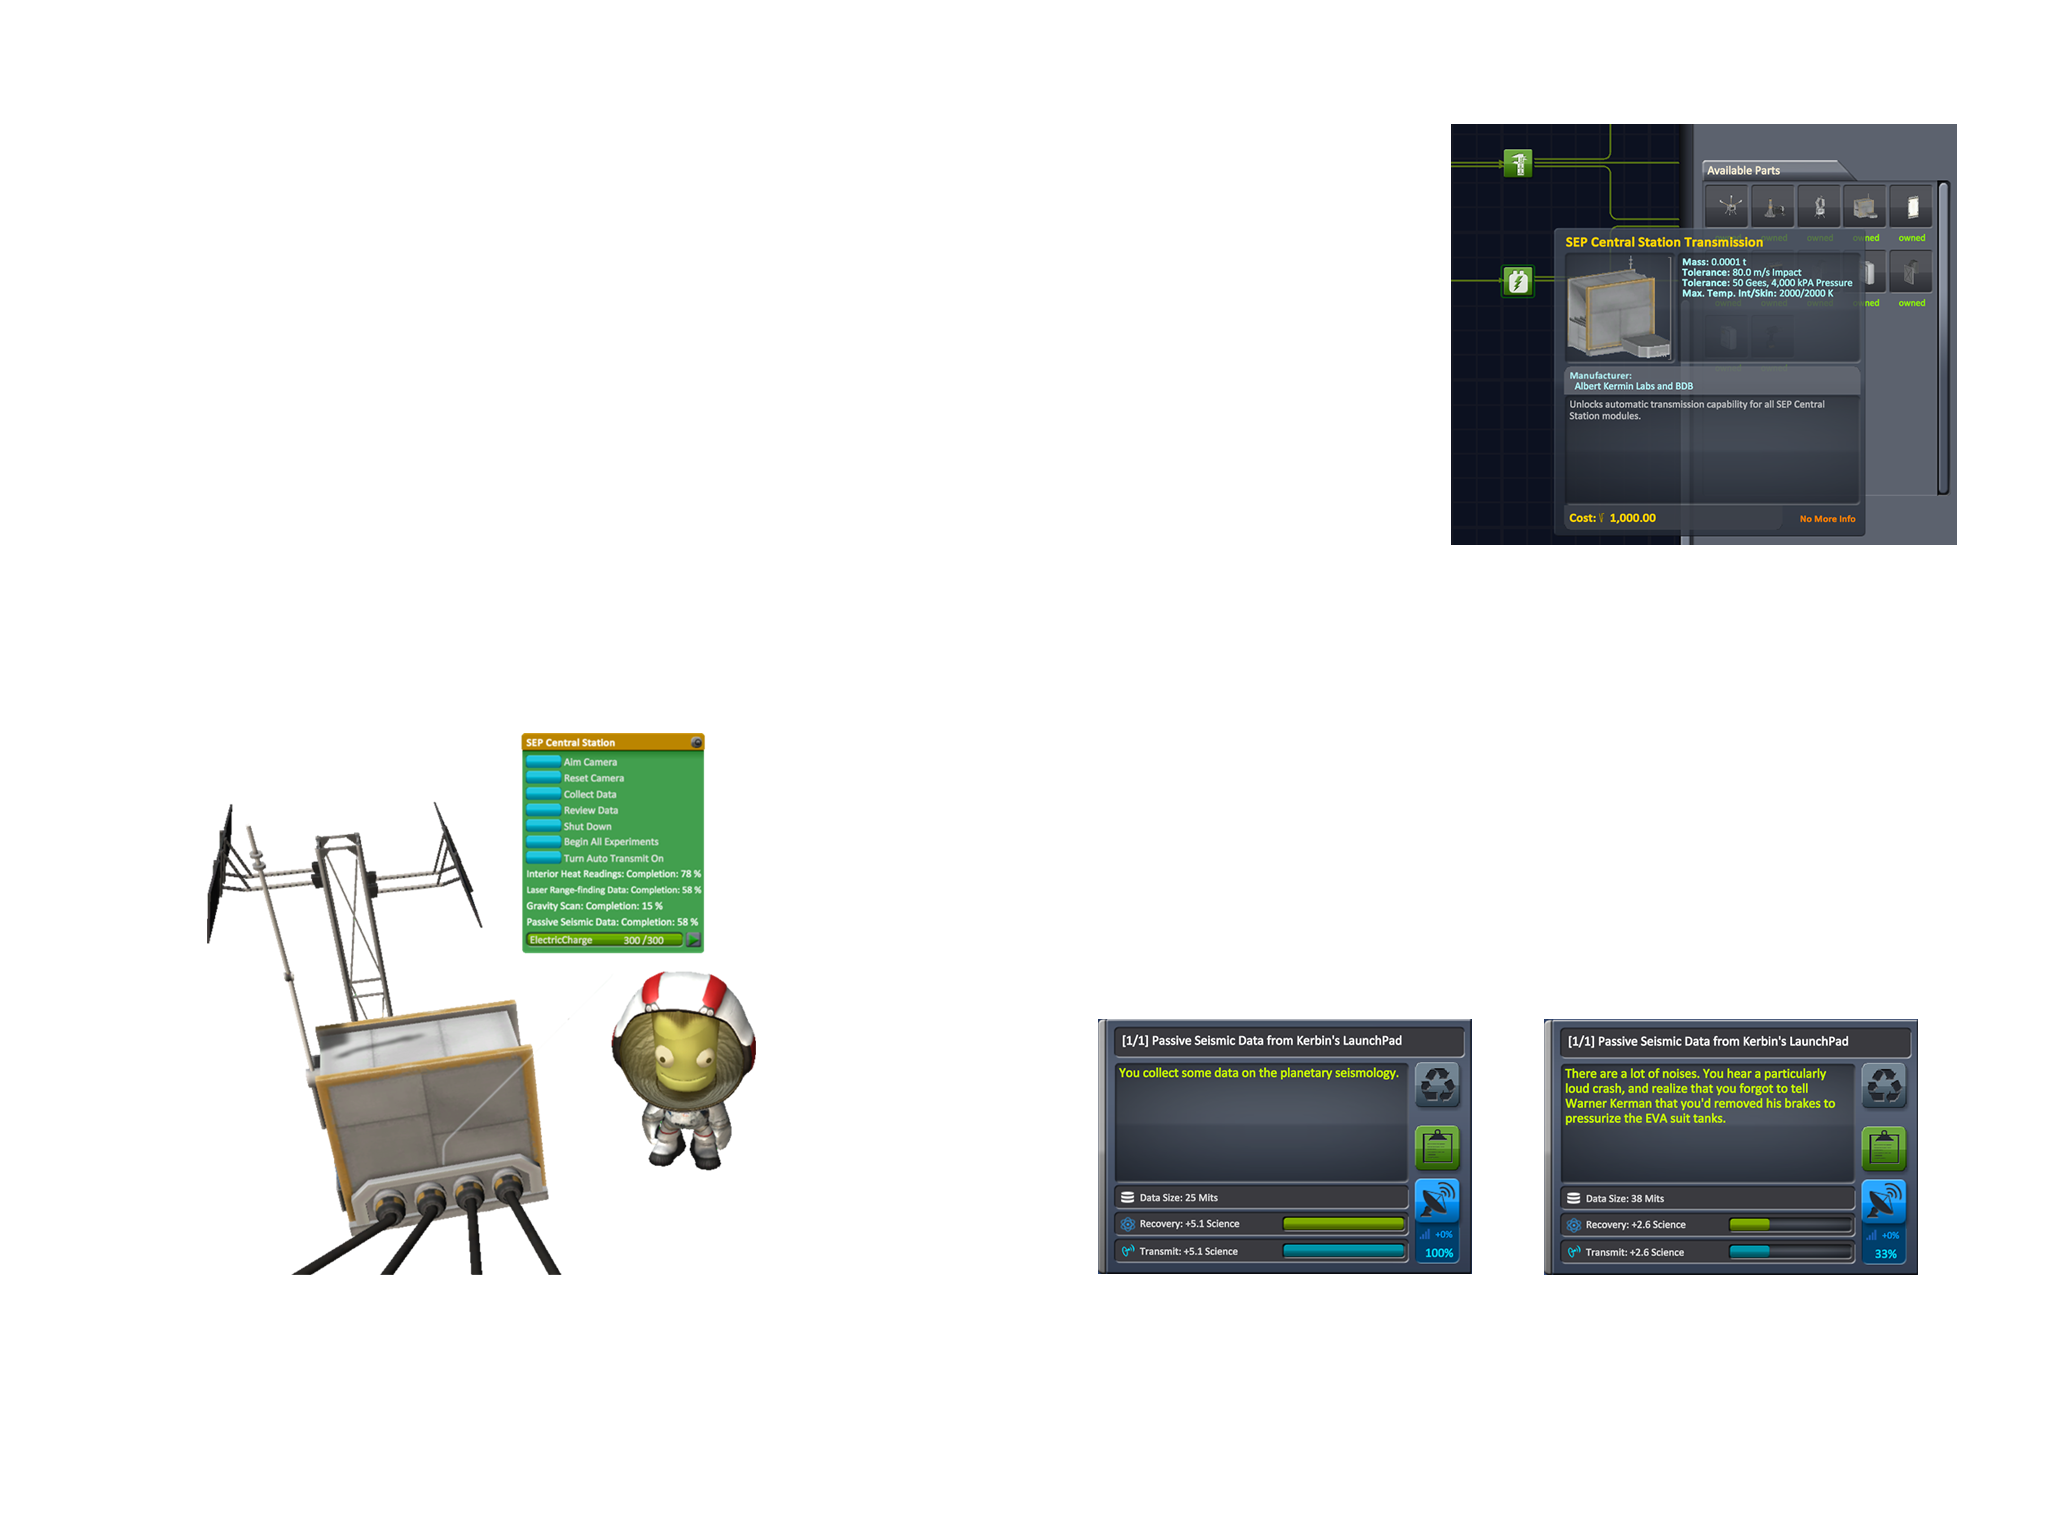 Available Parts
owned
owned
owned
owned
SEP Central Station Transmission
Mass: 0.0001 t
Tolerance: 80.0 m/s Impact
Tolerance: 50 Gees, 4,000 kPA Pressure
Max. Temp. Int/Skin: 2000/2000 K
Manufacturer:
Albert Kermin Labs and BDB
Unlocks automatic transmission capability for all SEP Central
Station modules.
Cost: 1,000.00
No More Info
SEP Central Station
Aim Camera
Reset Camera
Collect Data
Review Data
Shut Down
Begin All Experiments
Turn Auto Transmit On
Interior Heat Readings: Completion: 78 %
Laser Range-finding Data: Completion: 58 %
Gravity Scan: Completion: 15 %
Passive Seismic Data: Completion: 58 %
ElectricCharge 300 /300
[1/1] Passive Seismic Data from Kerbin's LaunchPad
You collect some data on the planetary seismology.
Data Size: 25 Mits
Recovery: +5.1 Science
Transmit: +5.1 Science
+0%
100%
[1/1] Passive Seismic Data from Kerbin's LaunchPad
There are a lot of noises. You hear a particularly
loud crash, and realize that you forgot to tell
Warner Kerman that you'd removed his brakes to
pressurize the EVA suit tanks.
Data Size: 38 Mits
Recovery: +2.6 Science
Transmit: +2.6 Science
+0%
33%